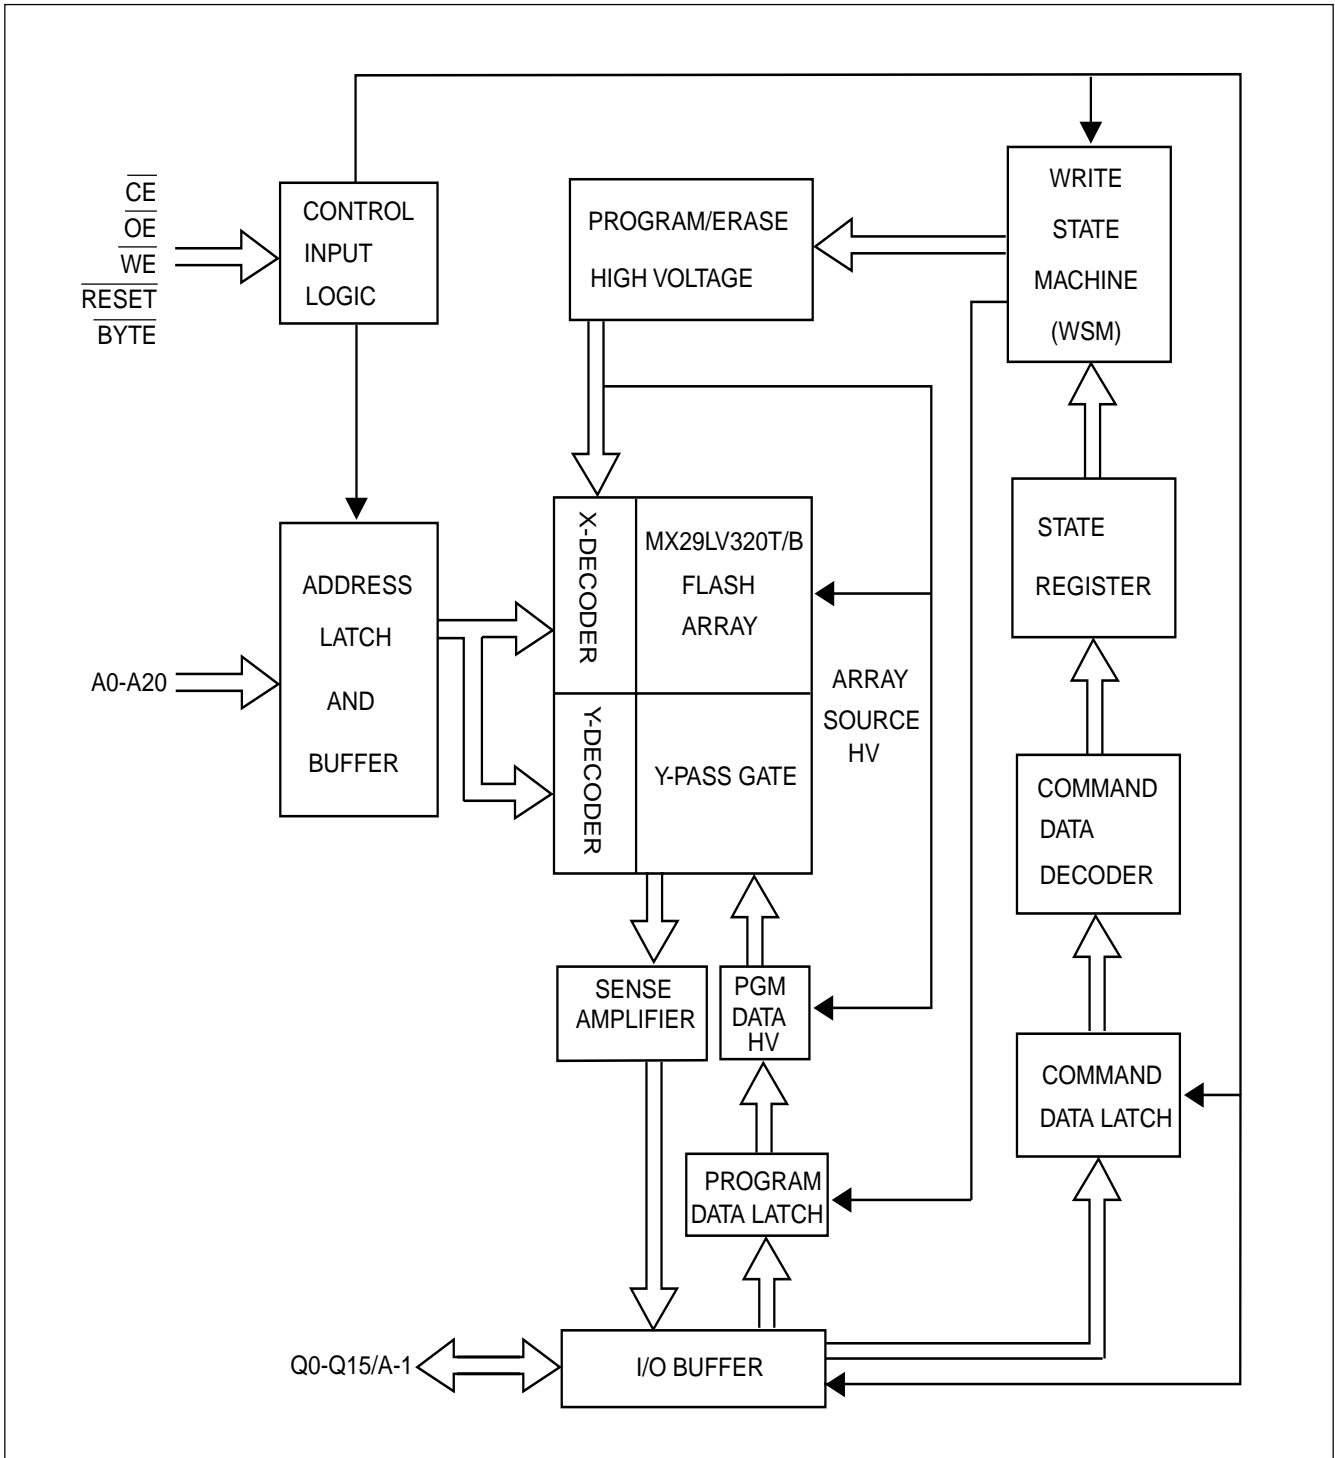 CE
OE
WE
RESET
BYTE
CONTROL
INPUT
LOGIC
PROGRAM/ERASE
HIGH VOLTAGE
WRITE
STATE
MACHINE
(WSM)
STATE
REGISTER
A0-A20
ADDRESS
LATCH
AND
BUFFER
X-DECODER
MX29LV320T/B
FLASH
ARRAY
Y-DECODER
Y-PASS GATE
ARRAY
SOURCE
HV
COMMAND
DATA
DECODER
SENSE
AMPLIFIER
PGM
DATA
HV
COMMAND
DATA LATCH
PROGRAM
DATA LATCH
Q0-Q15/A-1
I/O BUFFER